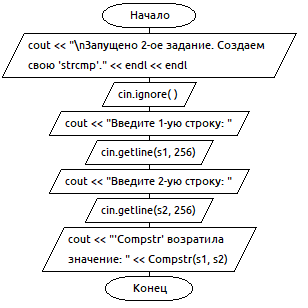 Начало
cout << "\nЗапущено 2-ое задание. Создаем
свою 'strcmp'." << endl << endl
cin.ignore( )
cout << "Введите 1-ую строку: "
cin.getline(s1, 256)
cout << "Введите 2-ую строку: "
cin.getline(s2, 256)
cout << "'Compstr' возратила
значение: " << Compstr(s1, s2)
Конец